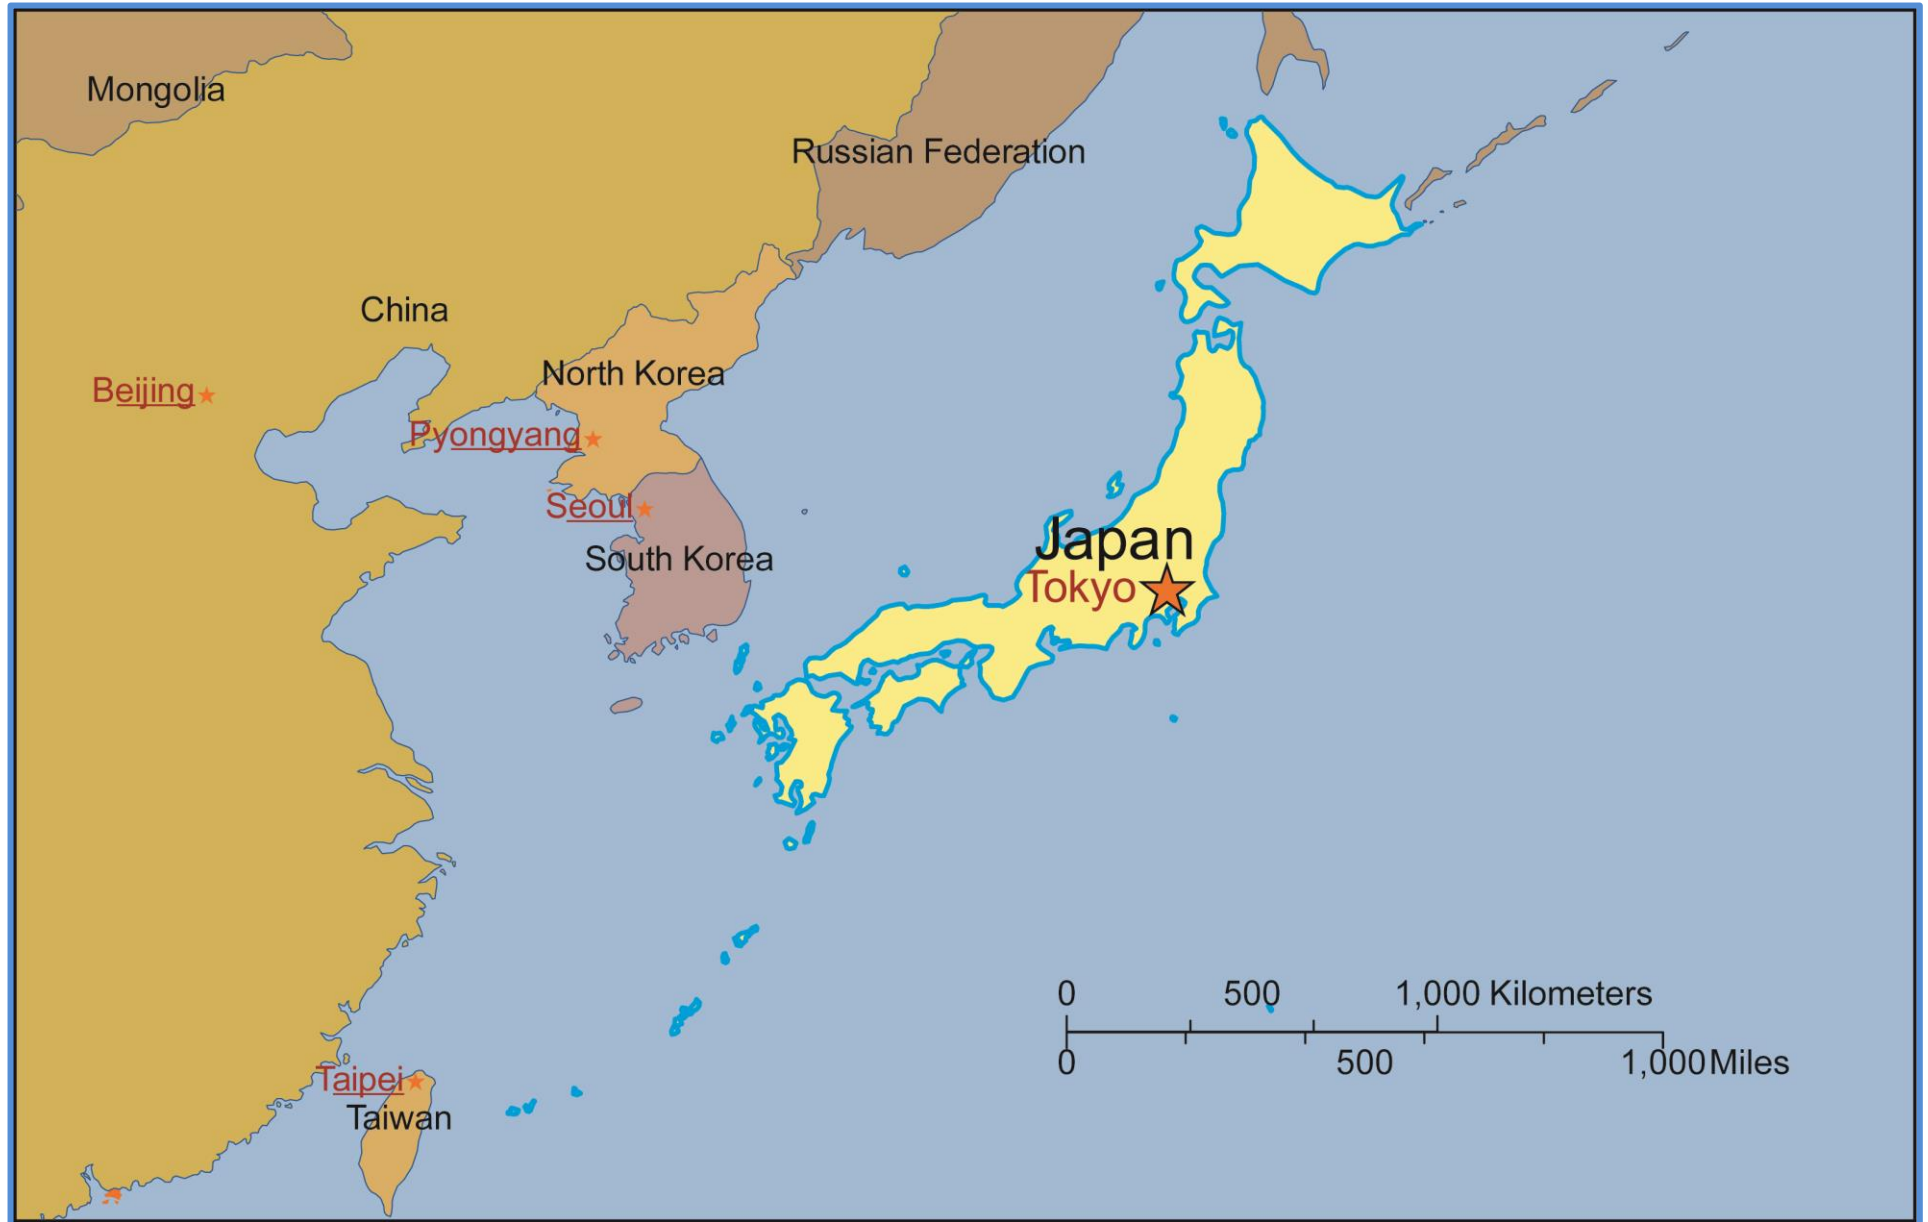 Mongolia
Russian Federation
China
North Korea
Beijing
Pyongyang
Seoul
Japan
South Korea
Tokyo
0 500 1,000 Kilometers
0 500 1,000 Miles
Taipei
Taiwan